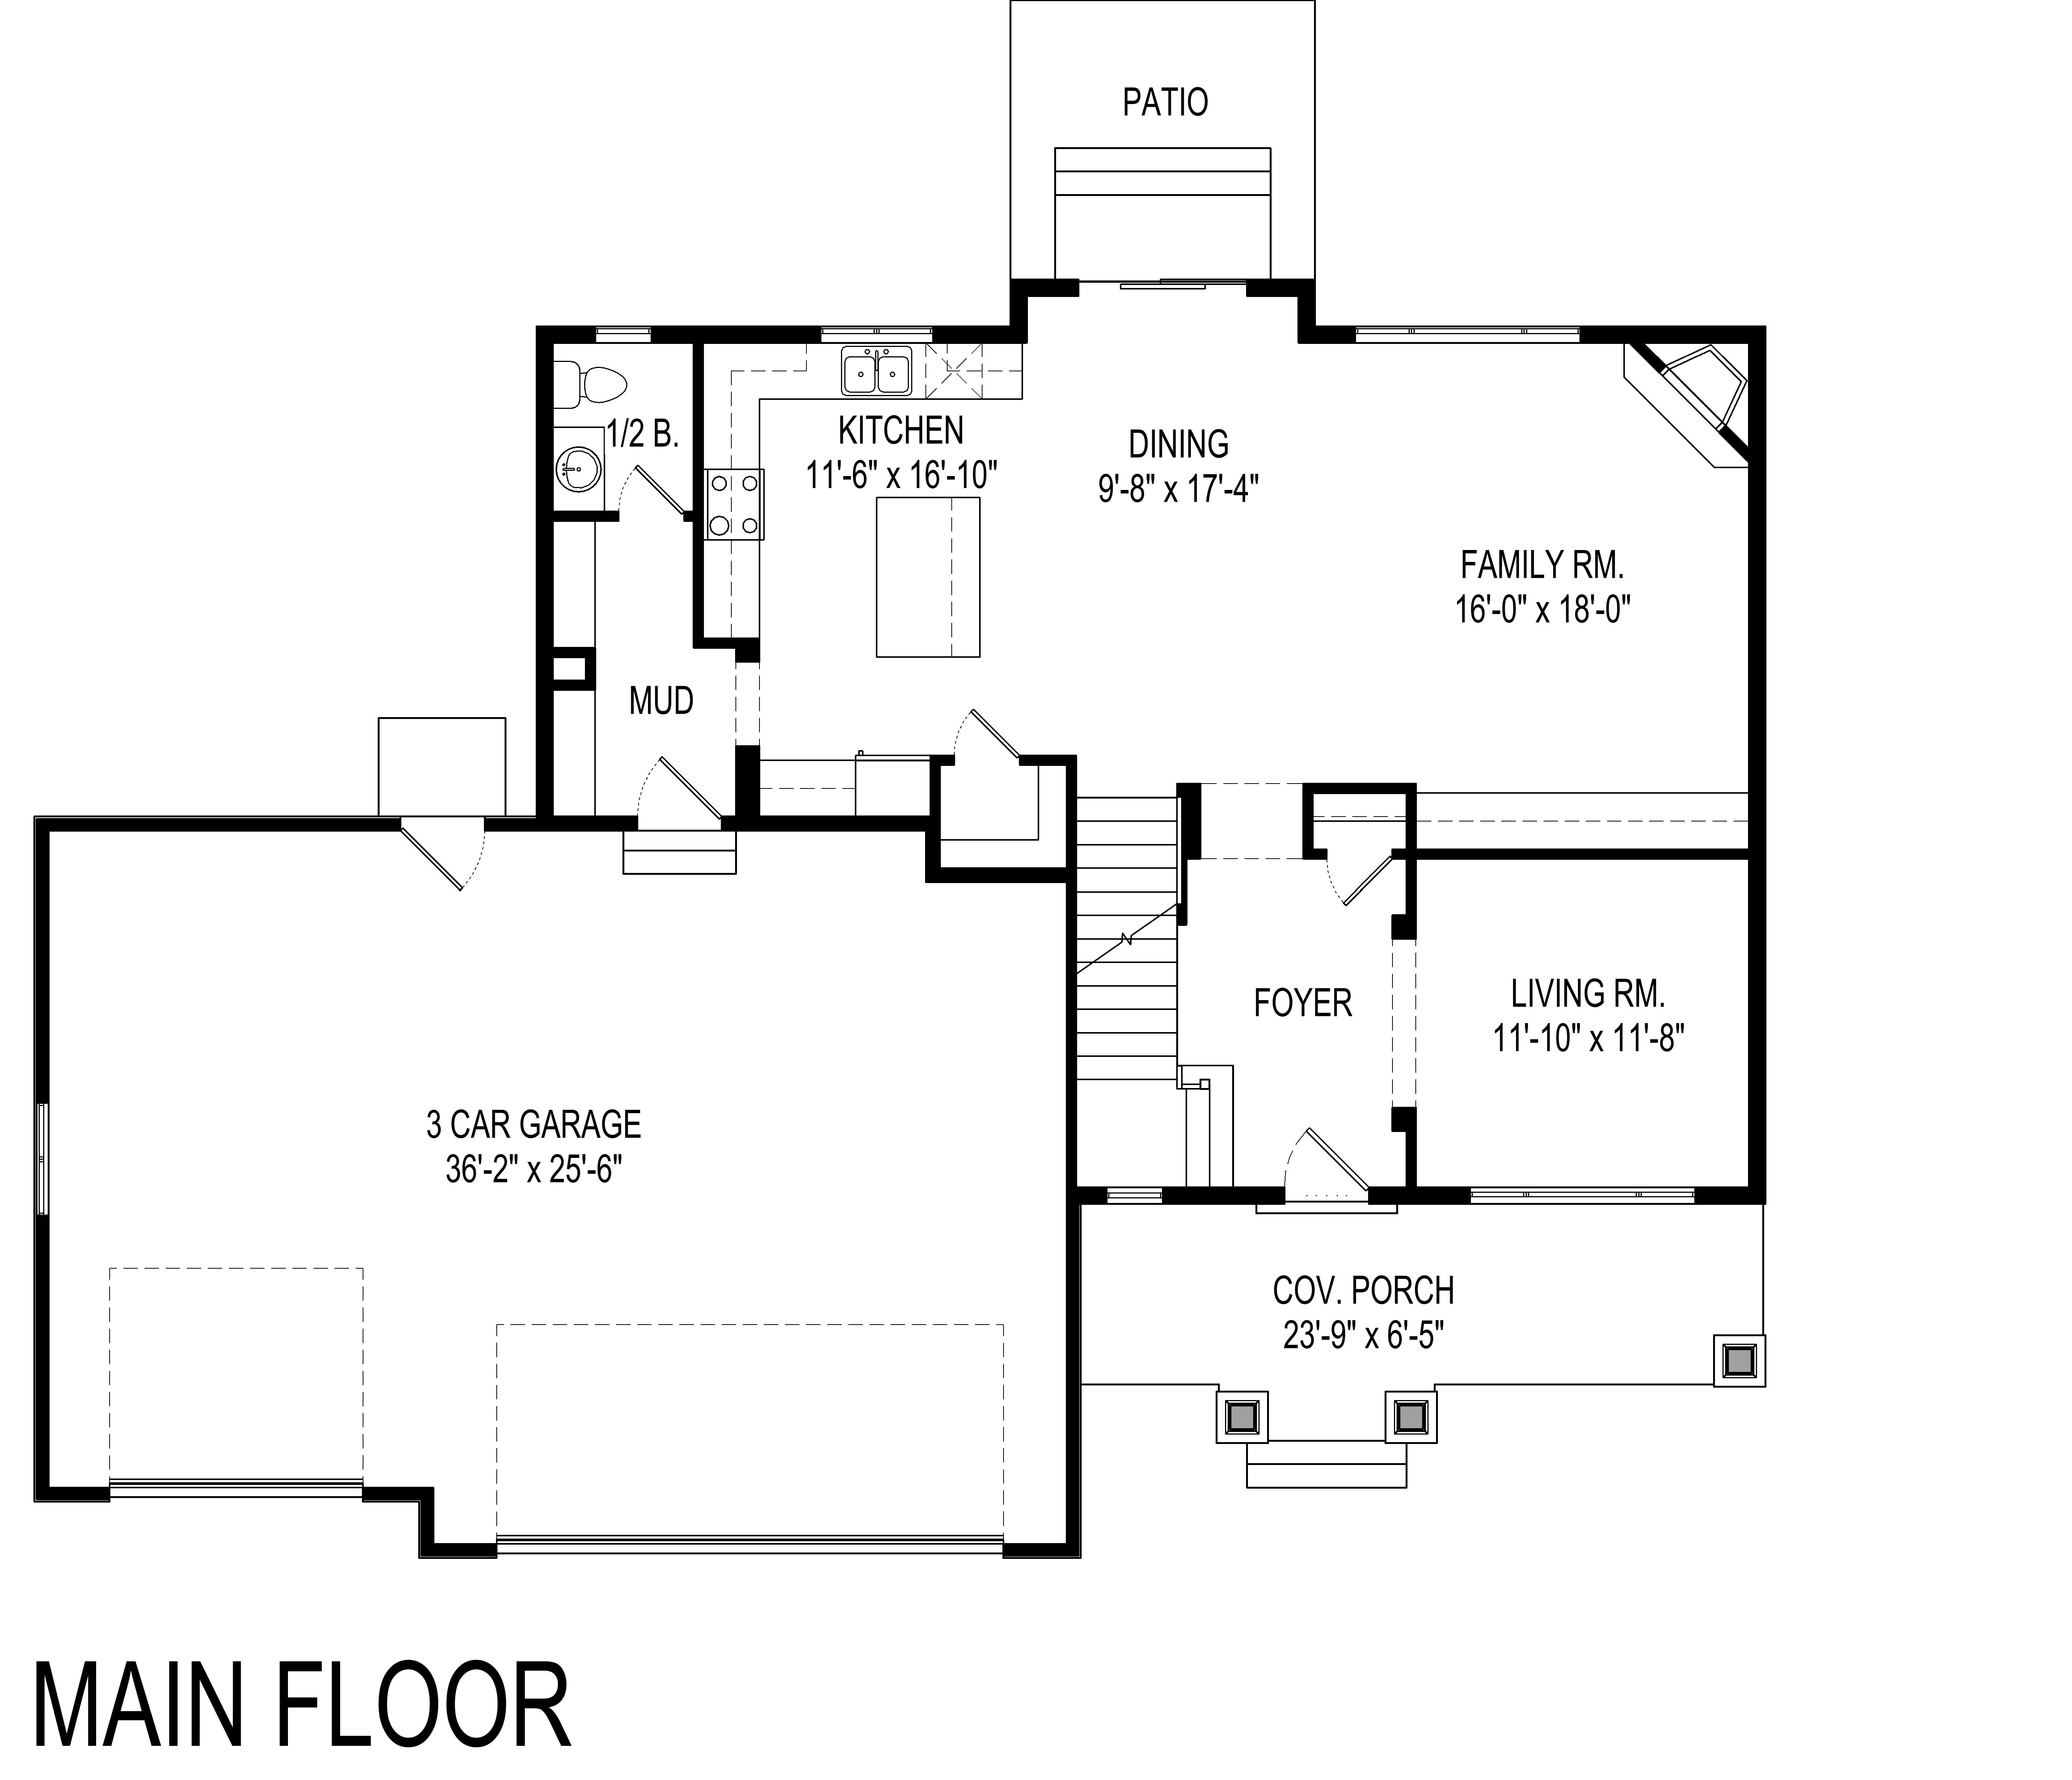 PATIO
1/2 B.
KITCHEN
11'-6" x 16'-10"
DINING
9'-8" x 17'-4"
FAMILY RM.
16'-0" x 18'-0"
MUD
FOYER
LIVING RM.
11'-10" x 11'-8"
3 CAR GARAGE
36'-2" x 25'-6"
COV. PORCH
23'-9" x 6'-5"
MAIN FLOOR